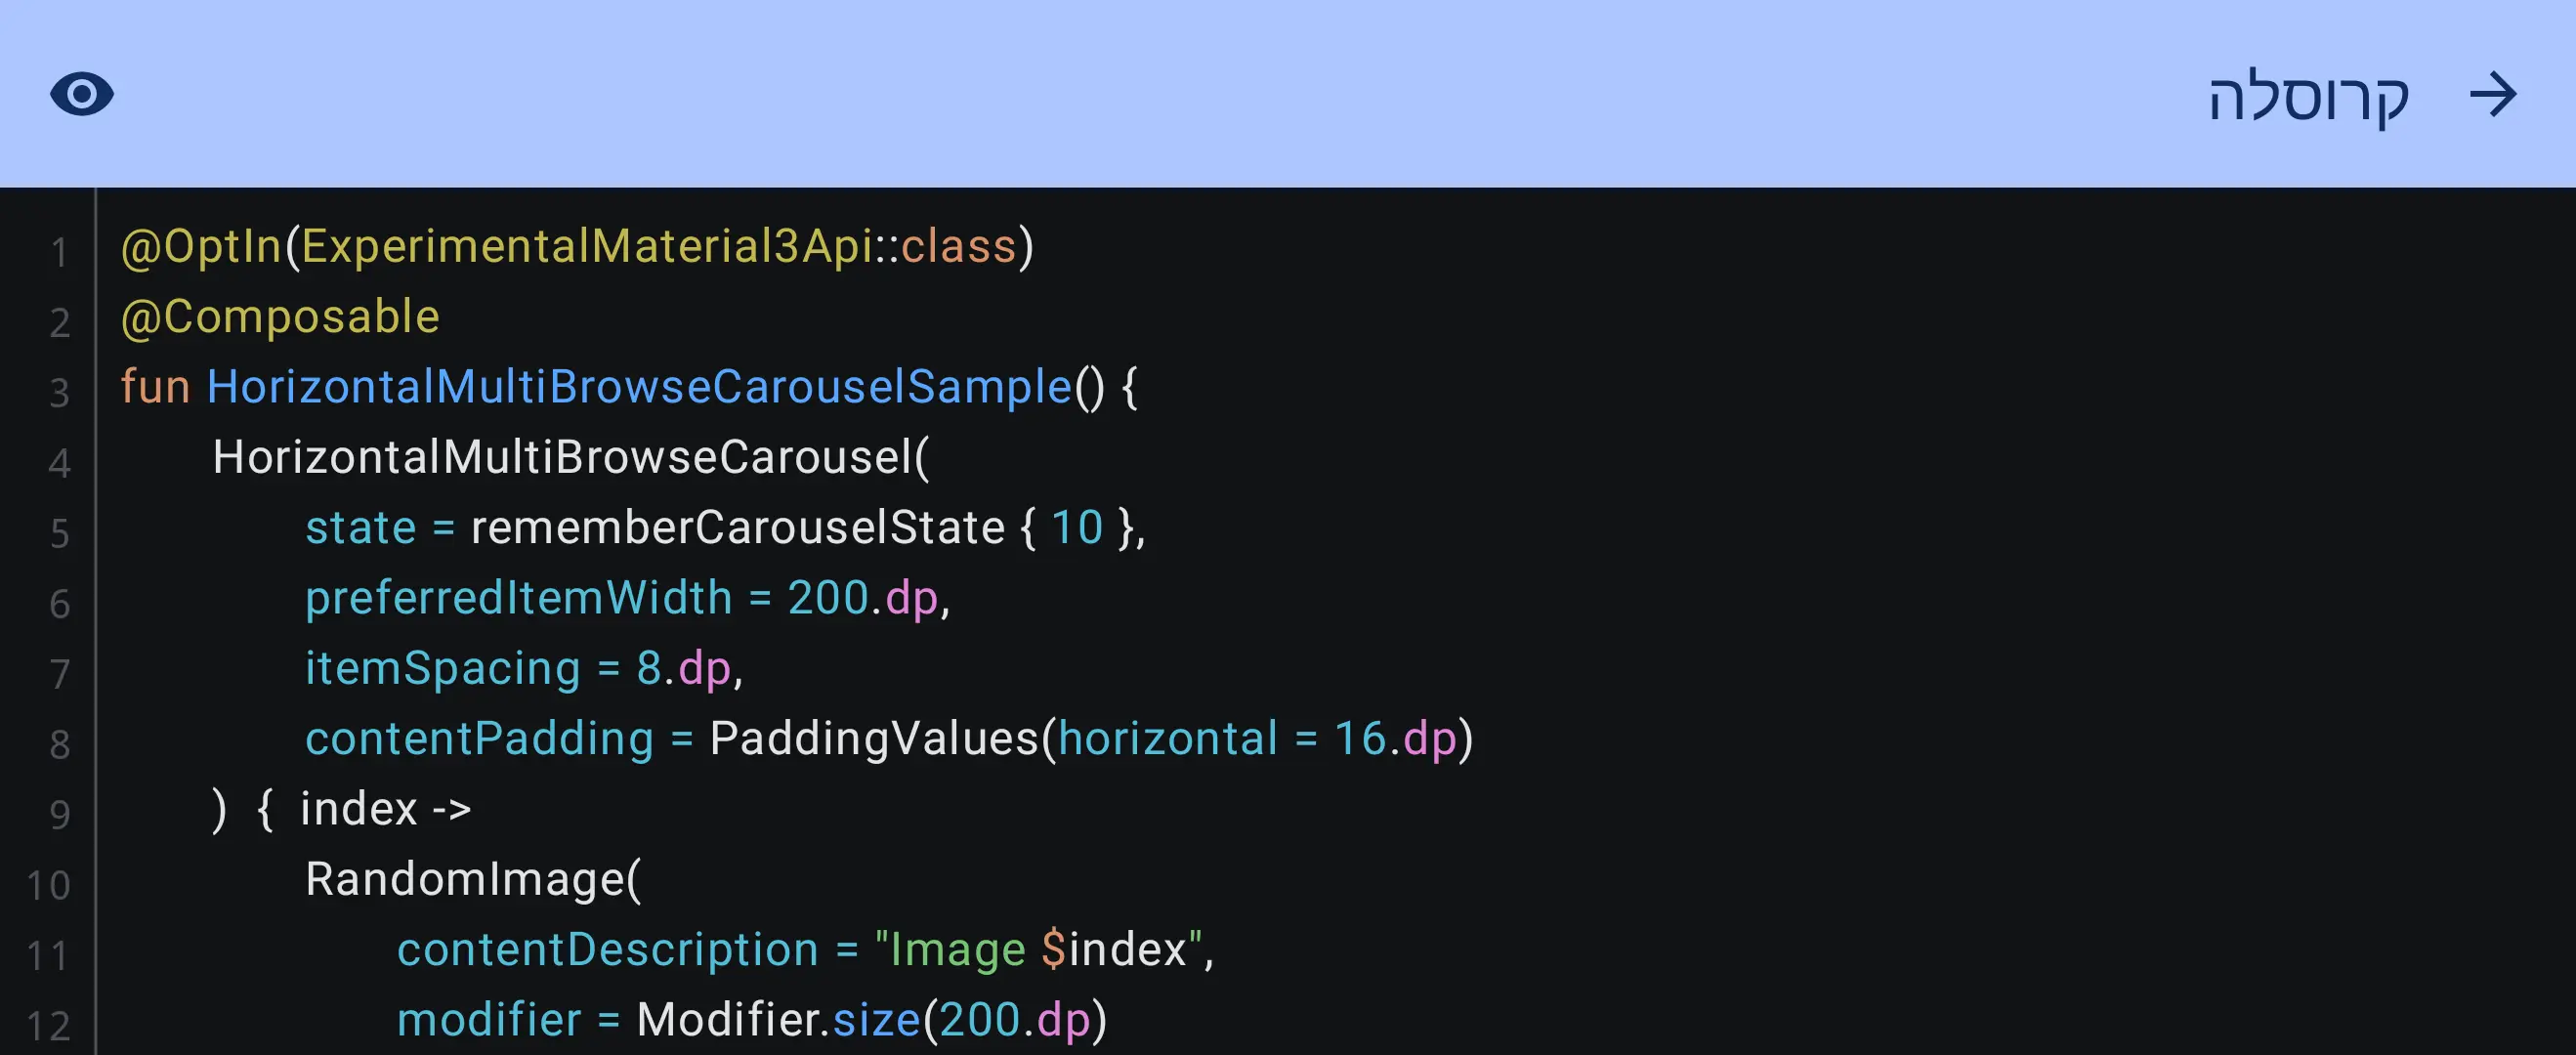 קרוסלה
1 @OptIn(ExperimentalMaterial3Api::class)
2 @Composable
3 fun HorizontalMultiBrowseCarouselSample() {
4 HorizontalMultiBrowseCarousel(
5 state = rememberCarouselState { 10 },
6 preferredItemWidth = 200.dp,
7 itemSpacing = 8.dp,
8 contentPadding = PaddingValues(horizontal = 16.dp)
9 ) { index ->
10 RandomImage(
11 contentDescription = "Image $index",
12 modifier = Modifier.size(200.dp)